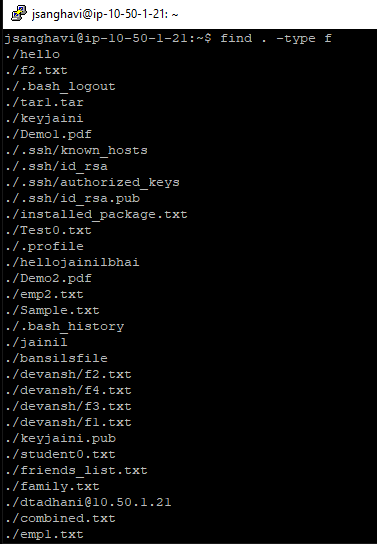 jsanghavi@ip-10-50-1-21: ~
jsanghavi@ip-10-50-1-21:~$ find . -type f
./hello
./f2.txt
./.bash_logout
./tar1.tar
./keyjaini
./Demo1.pdf
./.ssh/known_hosts
./.ssh/id_rsa
./.ssh/authorized_keys
./.ssh/id_rsa.pub
./installed_package.txt
./Test0.txt
./.profile
./hellojainilbhai
./Demo2.pdf
./emp2.txt
./Sample.txt
./.bash_history
./jainil
./bansilsfile
./devansh/f2.txt
./devansh/f4.txt
./devansh/f3.txt
./devansh/f1.txt
./keyjaini.pub
./student0.txt
./friends_list.txt
./family.txt
./dtadhani@10.50.1.21
./combined.txt
./emp1.txt